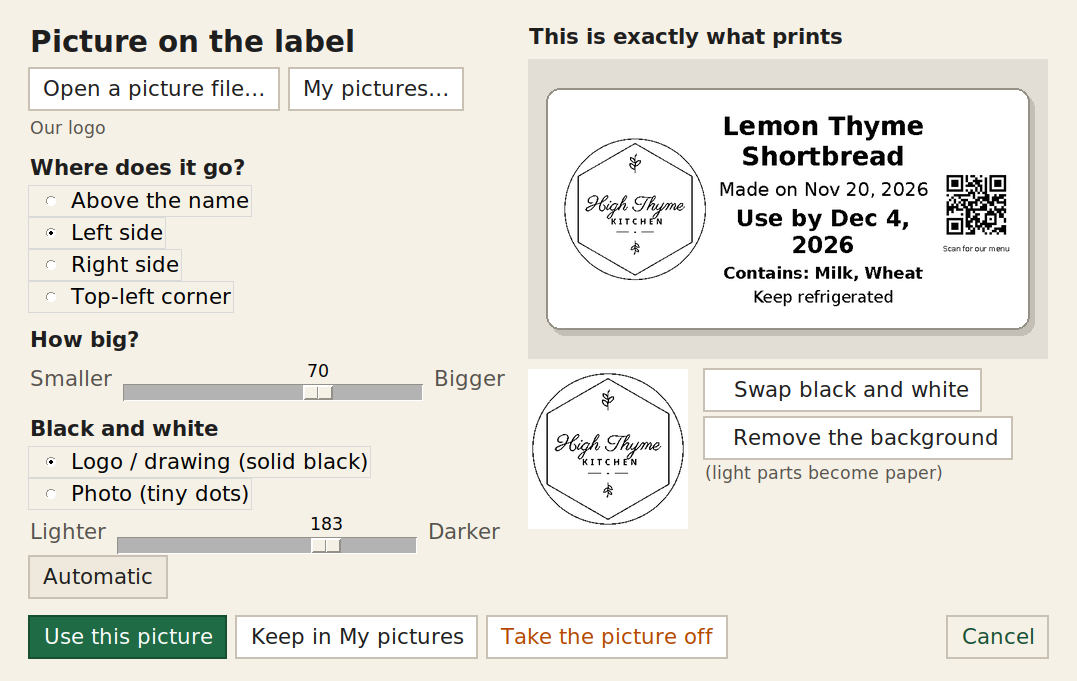 Picture on the label
Open a picture file...
My pictures...
Our logo
Where does it go?
Above the name
Left side
Right side
Top-left corner
How big?
70
Smaller
Bigger
Black and white
Logo / drawing (solid black)
Photo (tiny dots)
183
Lighter
Darker
Automatic
This is exactly what prints
High Thyme
KITCHEN
Lemon Thyme
Shortbread
Made on Nov 20, 2026
Use by Dec 4,
2026
Contains: Milk, Wheat
Keep refrigerated
Scan for our menu
High Thyme
KITCHEN
Swap black and white
Remove the background
(light parts become paper)
Use this picture
Keep in My pictures
Take the picture off
Cancel